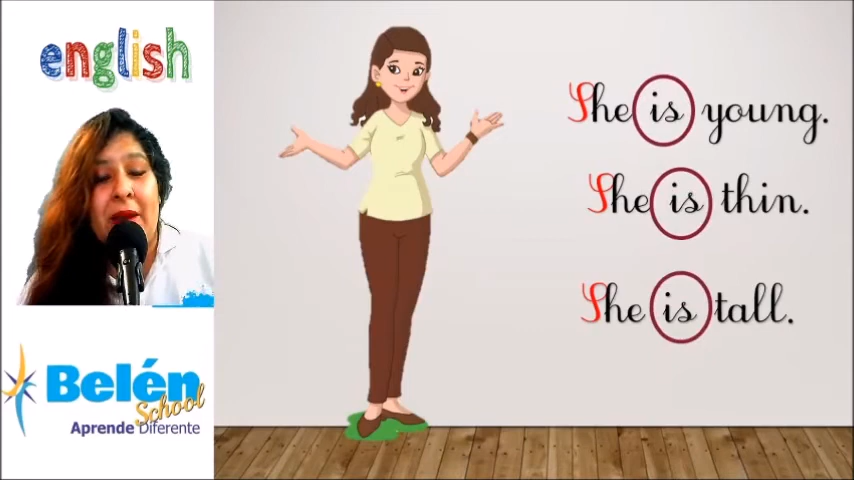 english
She is young.
She is thin.
She is tall.
Belén
School
Aprende Diferente